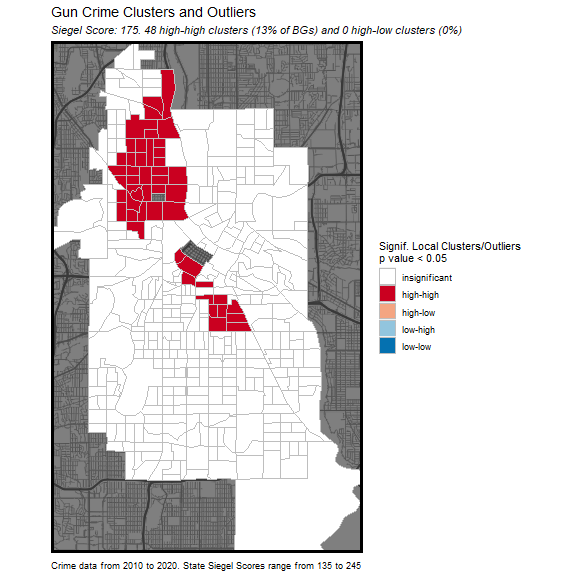 Gun Crime Clusters and Outliers
Siegel Score: 175. 48 high-high clusters (13% of BGs) and 0 high-low clusters (0%)
Signif. Local Clusters/Outliers
p value < 0.05
insignificant
high-high
high-low
low-high
low-low
Crime data from 2010 to 2020. State Siegel Scores range from 135 to 245